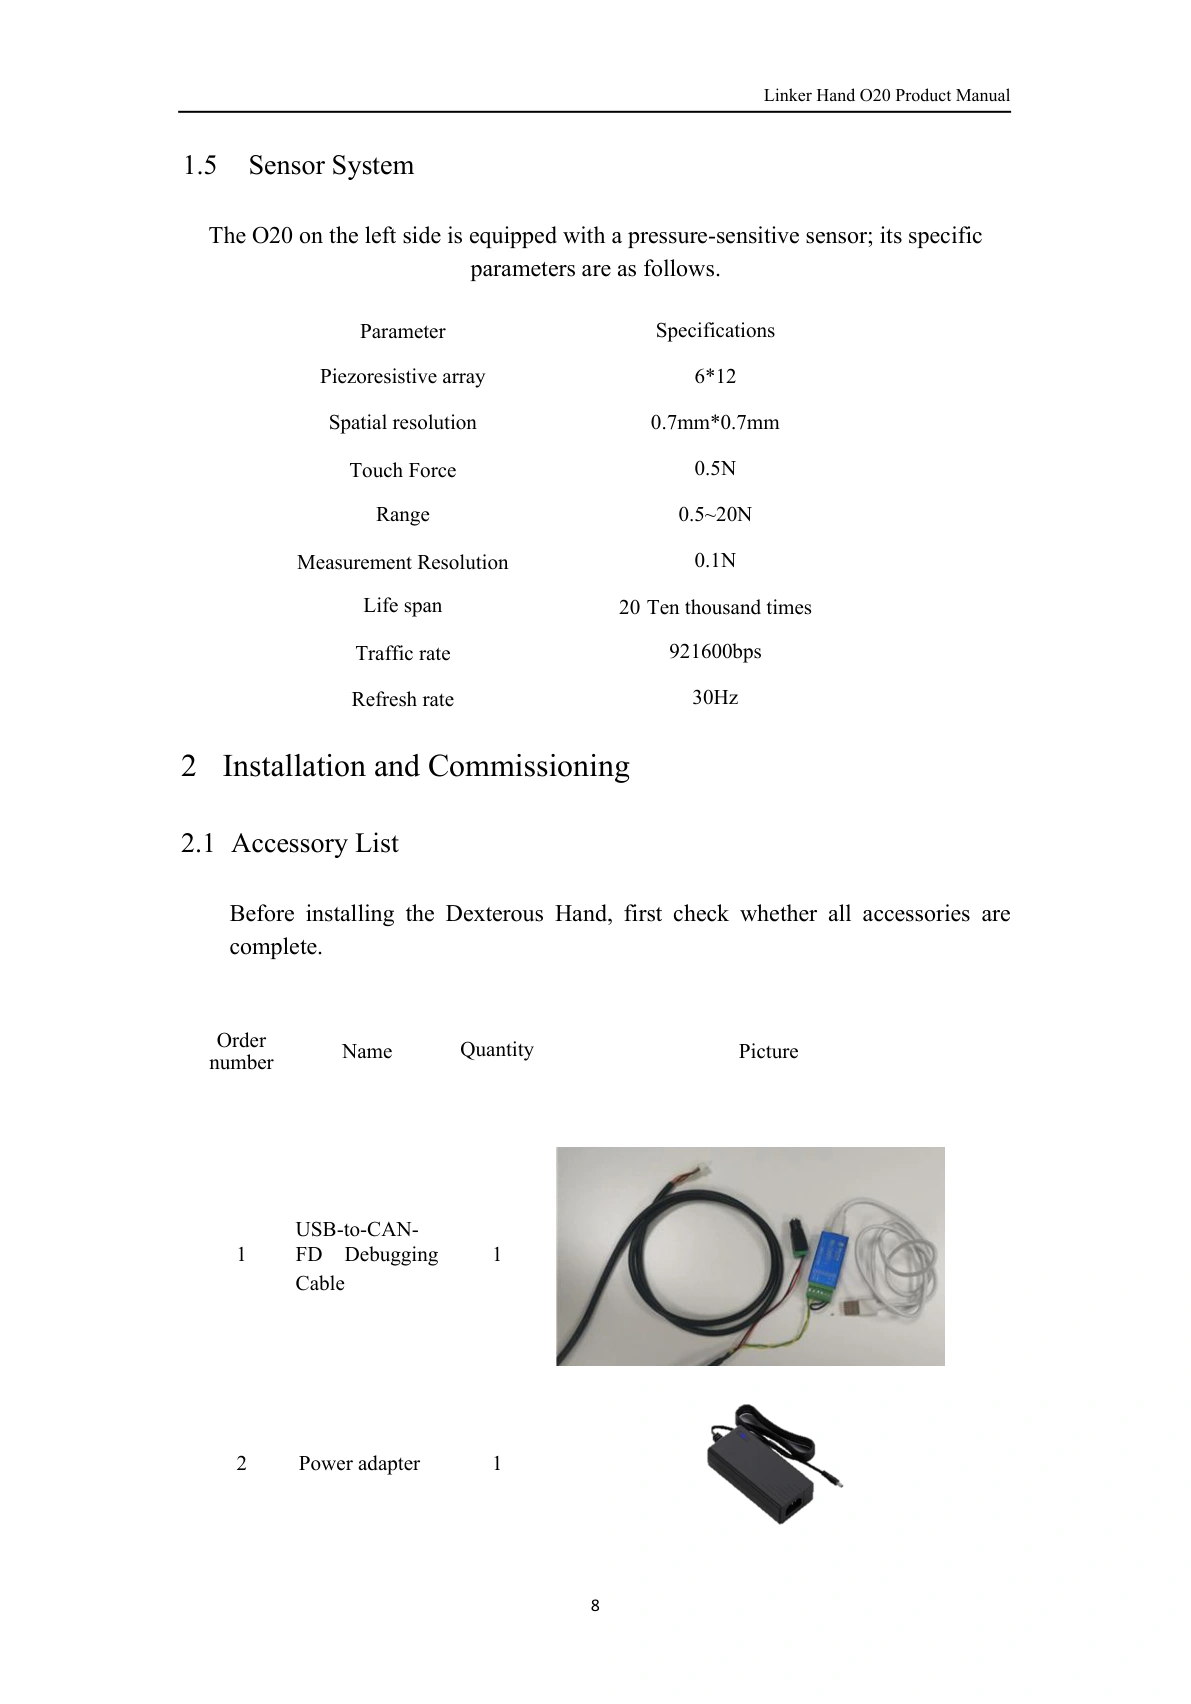 Linker Hand O20 Product Manual
1.5 Sensor System
The O20 on the left side is equipped with a pressure-sensitive sensor; its specific
parameters are as follows.
Parameter Specifications
Piezoresistive array 6*12
Spatial resolution 0.7mm*0.7mm
Touch Force 0.5N
Range 0.5~20N
Measurement Resolution 0.1N
Life span 20 Ten thousand times
Traffic rate 921600bps
Refresh rate 30Hz
2 Installation and Commissioning
2.1 Accessory List
Before installing the Dexterous Hand, first check whether all accessories are
complete.
Order
number
Name Quantity Picture
USB-to-CAN-
1 FD Debugging 1
Cable
2 Power adapter 1
8